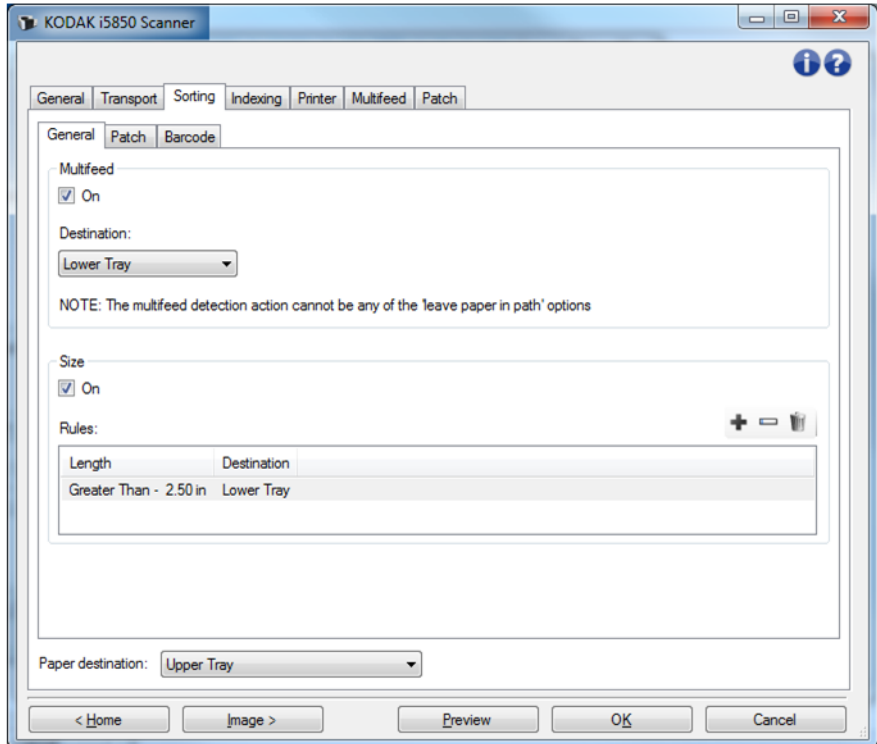 KODAK i5850 Scanner
General Transport Sorting Indexing Printer Multifeed Patch
General Patch Barcode
Multifeed
On
Destination:
Lower Tray
NOTE: The multifeed detection action cannot be any of the 'leave paper in path' options
Size
On
Rules:
Length Destination
Greater Than - 2.50 in Lower Tray
Paper destination: Upper Tray
< Home Image > Preview OK Cancel